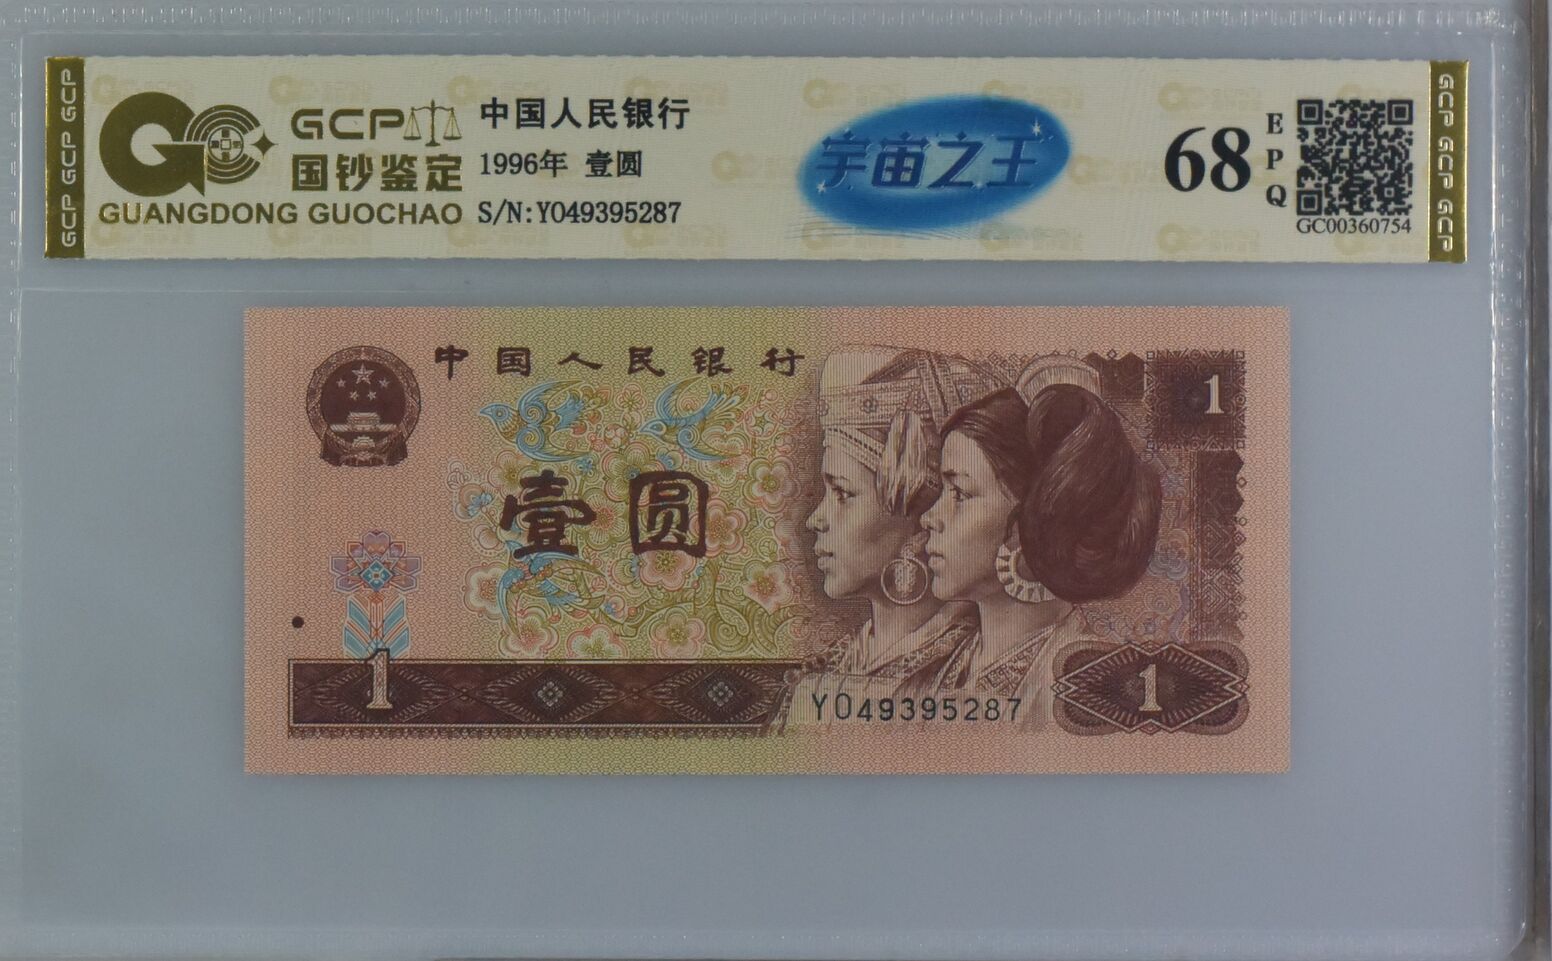 GCP GCP GCP
GCP
国钞鉴定
GUANGDONG GUOCHAO
中国人民银行
1996年 壹圆
S/N:Y049395287
宇宙之王
68
EPQ
GC00360754
GCP GCP GCP
中国人民银行
1
壹圆
1
Y049395287
1